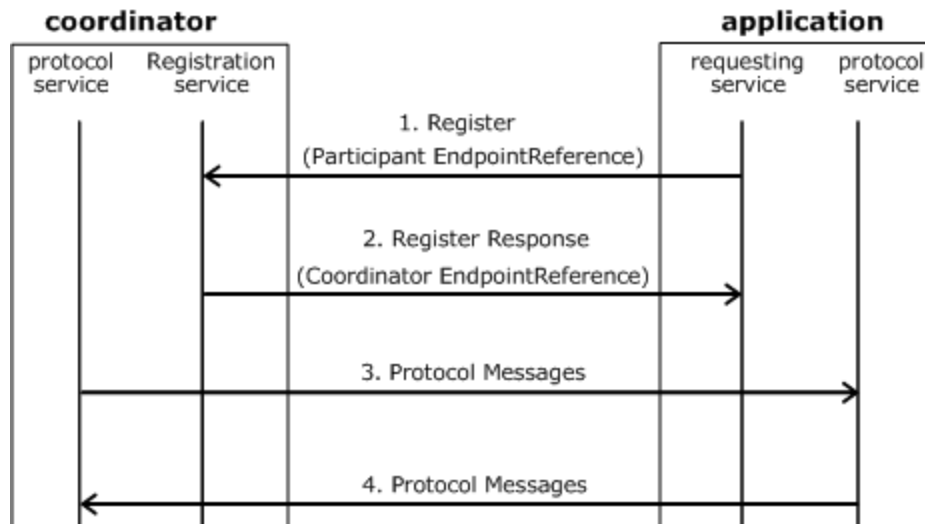 coordinator
application
protocol
service
Registration
service
requesting
service
protocol
service
1. Register
(Participant EndpointReference)
2. Register Response
(Coordinator EndpointReference)
3. Protocol Messages
4. Protocol Messages